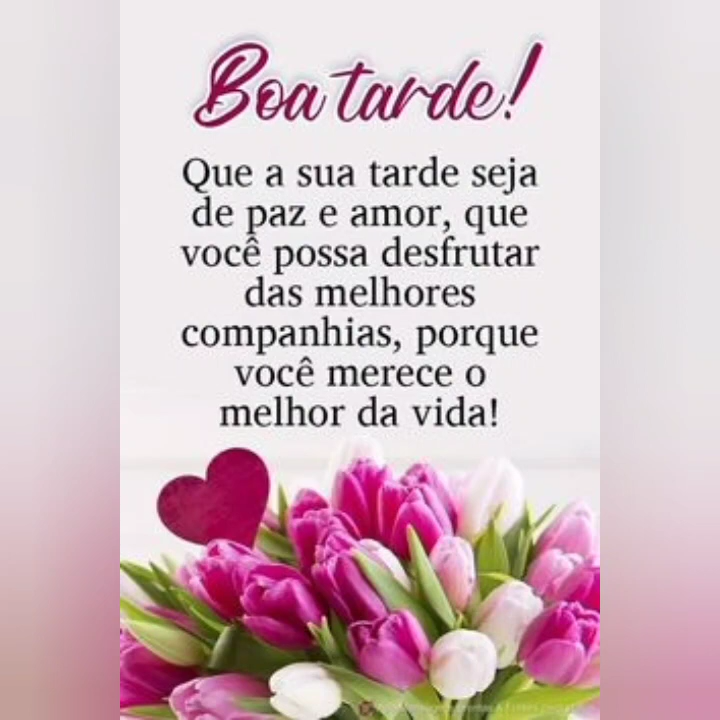 Boa tarde!
Que a sua tarde seja
de paz e amor, que
você possa desfrutar
das melhores
companhias, porque
você merece o
melhor da vida!